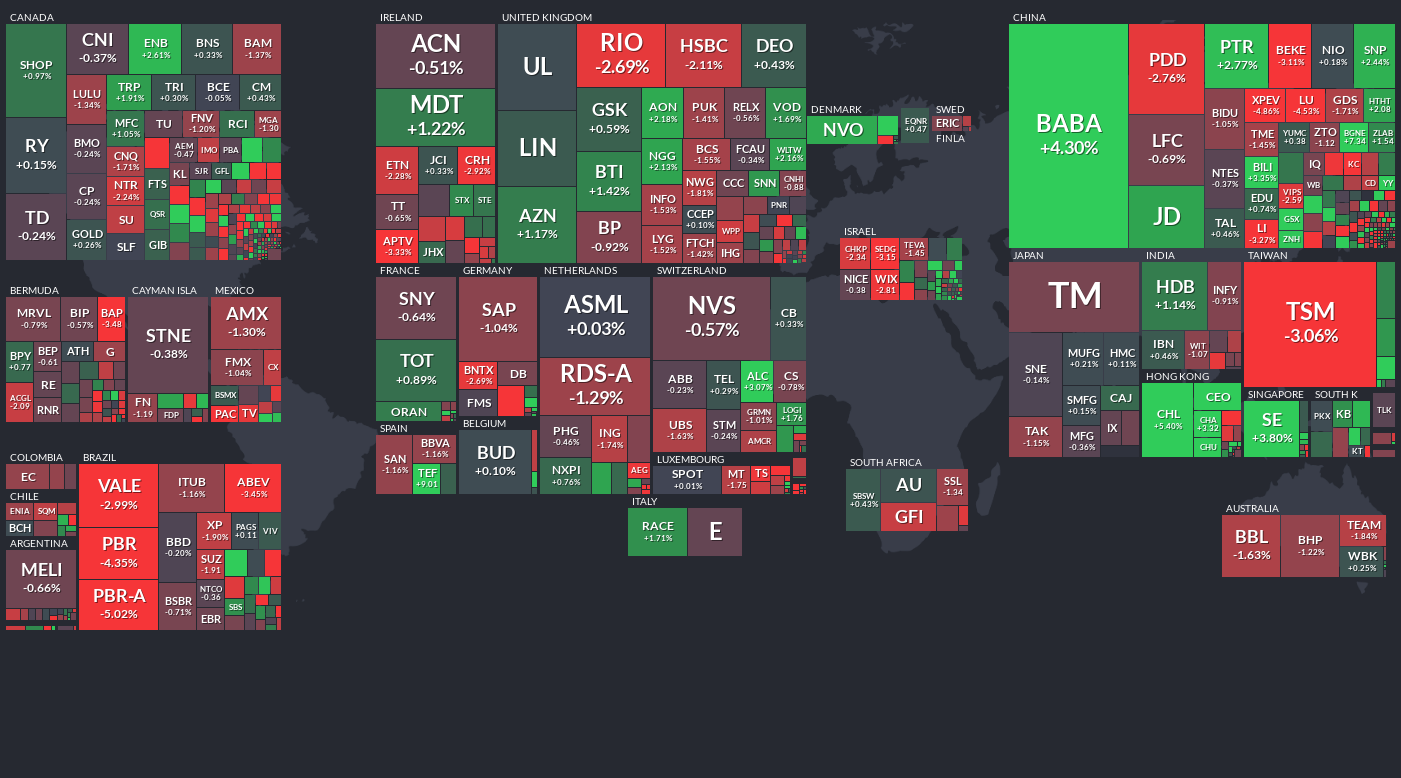 CANADA
SHOP
+0.97%
CNI
-0.37%
ENB
+2.61%
BNS
+0.33%
BAM
-1.37%
LULU
-1.34%
TRP
+1.91%
TRI
+0.30%
BCE
-0.05%
CM
+0.43%
RY
+0.15%
BMO
-0.24%
MFC
+1.05%
TU
FNV
-1.20%
RCI
MGA
-1.30
CNQ
-1.71%
AEM
-0.47
IMO
PBA
CP
-0.24%
NTR
-2.24%
FTS
KL
SJR
GFL
TD
-0.24%
GOLD
+0.26%
SU
QSR
SLF
GIB
IRELAND
ACN
-0.51%
MDT
+1.22%
ETN
-2.28%
JCI
+0.33%
CRH
-2.92%
TT
-0.65%
STX
STE
APTV
-3.33%
JHX
UNITED KINGDOM
UL
RIO
-2.69%
HSBC
-2.11%
DEO
+0.43%
LIN
GSK
+0.59%
AON
+2.18%
PUK
-1.41%
RELX
-0.56%
VOD
+1.69%
BTI
+1.42%
NGG
+2.13%
BCS
-1.55%
FCAU
-0.34%
WLTW
+2.16%
AZN
+1.17%
INFO
-1.53%
NWG
-1.81%
CCC
SNN
CNHI
-0.88
BP
-0.92%
CCEP
+0.10%
PNR
LYG
-1.52%
FTCH
-1.42%
WPP
IHG
DENMARK
NVO
EQNR
+0.47
SWED
ERIC
FINLA
ISRAEL
CHKP
-2.34
SEDG
-3.15
TEVA
-1.45
NICE
-0.38
WIX
-2.81
CHINA
BABA
+4.30%
PDD
-2.76%
PTR
+2.77%
BEKE
-3.11%
NIO
+0.18%
SNP
+2.44%
LFC
-0.69%
BIDU
-1.05%
XPEV
-4.86%
LU
-4.53%
GDS
-1.71%
HTHT
+2.08
TME
-1.45%
YUMC
+0.38
ZTO
-1.12
BGNE
+7.34
ZLAB
+1.54
NTES
-0.37%
BILI
+3.35%
IQ
KC
JD
EDU
+0.74%
VIPS
-2.59
WB
CD
YY
TAL
+0.46%
LI
-3.27%
GSX
ZNH
BERMUDA
MRVL
-0.79%
BIP
-0.57%
BAP
-3.48
BPY
+0.77
BEP
-0.61
ATH
G
ACGL
-2.09
RE
RNR
CAYMAN ISLA
STNE
-0.38%
FN
-1.19
FDP
MEXICO
AMX
-1.30%
FMX
-1.04%
CX
BSMX
PAC
TV
FRANCE
SNY
-0.64%
TOT
+0.89%
ORAN
GERMANY
SAP
-1.04%
BNTX
-2.69%
DB
FMS
NETHERLANDS
ASML
+0.03%
RDS-A
-1.29%
PHG
-0.46%
ING
-1.74%
NXPI
+0.76%
AEG
SWITZERLAND
NVS
-0.57%
CB
+0.33%
ABB
-0.23%
TEL
+0.29%
ALC
+3.07%
CS
-0.78%
UBS
-1.63%
STM
-0.24%
GRMN
-1.01%
LOGI
+1.76
AMCR
SPAIN
SAN
-1.16%
BBVA
-1.16%
TEF
+9.01
BELGIUM
BUD
+0.10%
LUXEMBOURG
SPOT
+0.01%
MT
-1.75
TS
ITALY
RACE
+1.71%
E
JAPAN
TM
SNE
-0.14%
MUFG
+0.21%
HMC
+0.11%
SMFG
+0.15%
CAJ
TAK
-1.15%
MFG
-0.36%
IX
INDIA
HDB
+1.14%
INFY
-0.91%
IBN
+0.46%
WIT
-1.07
TAIWAN
TSM
-3.06%
HONG KONG
CHL
+5.40%
CEO
CHA
+3.32
CHU
SINGAPORE
SE
+3.80%
SOUTH K
PKX
KB
KT
TLK
COLOMBIA
EC
CHILE
ENIA
SQM
BCH
ARGENTINA
MELI
-0.66%
BRAZIL
VALE
-2.99%
ITUB
-1.16%
ABEV
-3.45%
PBR
-4.35%
BBD
-0.20%
XP
-1.90%
PAGS
+0.11
VIV
SUZ
-1.91
PBR-A
-5.02%
BSBR
-0.71%
NTCO
-0.36
SBS
EBR
SOUTH AFRICA
SBSW
+0.43%
AU
SSL
-1.34
GFI
AUSTRALIA
BBL
-1.63%
BHP
-1.22%
TEAM
-1.84%
WBK
+0.25%